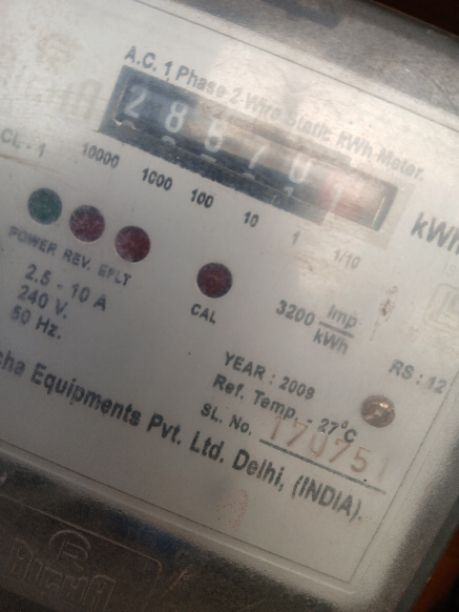 A.C. 1 Phase 2 Wire Static kWh Meter.
kWh
CL - 1 10000 1000 100 10 1 1/10
POWER REV. EPLT
CAL
2.5 - 10 A
240 V.
50 Hz.
3200 Imp
kWh
RS : 12
YEAR : 2009
Ref. Temp. - 27°C
SL. No. 170751
Equipments Pvt. Ltd. Delhi, (INDIA).